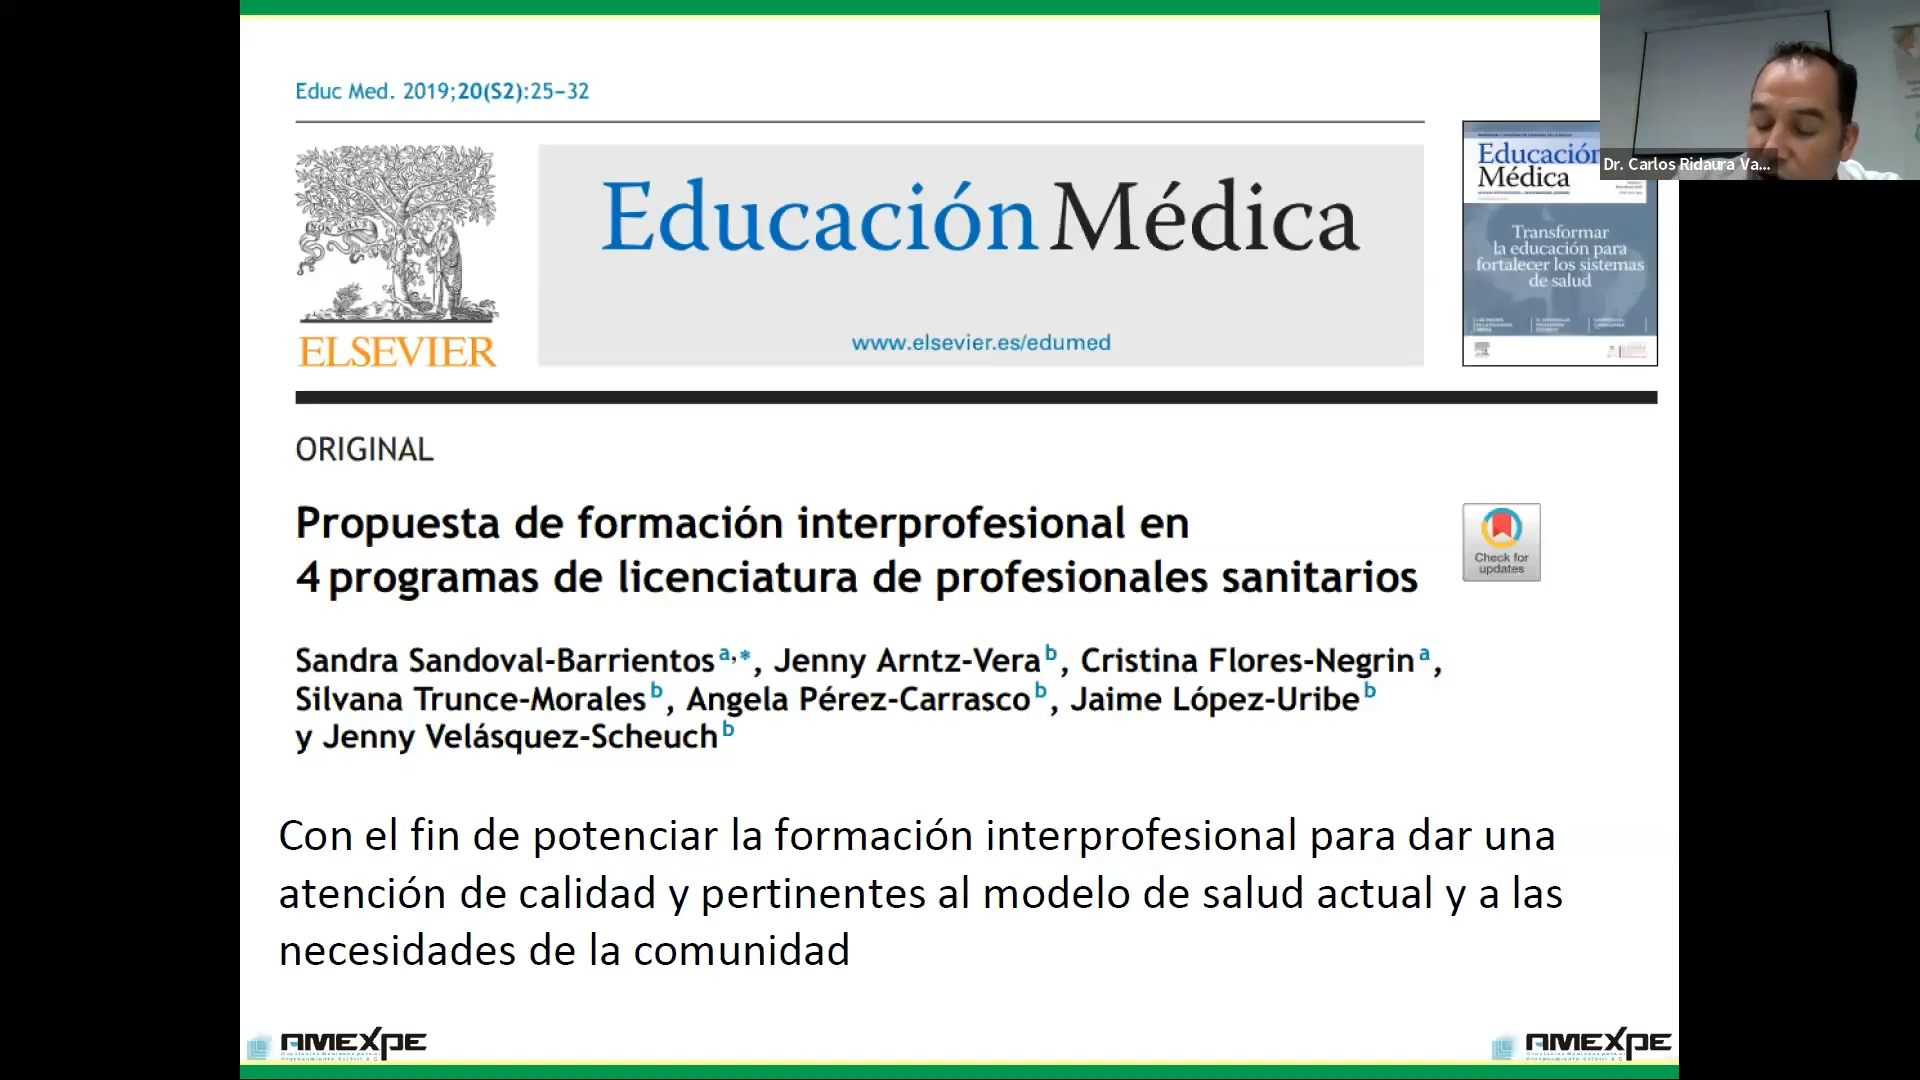 Educ Med. 2019;20(S2):25-32
NON SOLUS
ELSEVIER
Educación Médica
www.elsevier.es/edumed
Educación
Médica
Transformar
la educación para
fortalecer los sistemas
de salud
Dr. Carlos Ridaura Va...
ORIGINAL
Propuesta de formación interprofesional en
4 programas de licenciatura de profesionales sanitarios
Check for
updates
Sandra Sandoval-Barrientos a,*, Jenny Arntz-Vera b, Cristina Flores-Negrin a,
Silvana Trunce-Morales b, Angela Pérez-Carrasco b, Jaime López-Uribe b
y Jenny Velásquez-Scheuch b
Con el fin de potenciar la formación interprofesional para dar una
atención de calidad y pertinentes al modelo de salud actual y a las
necesidades de la comunidad
AMEXPE
AMEXPE